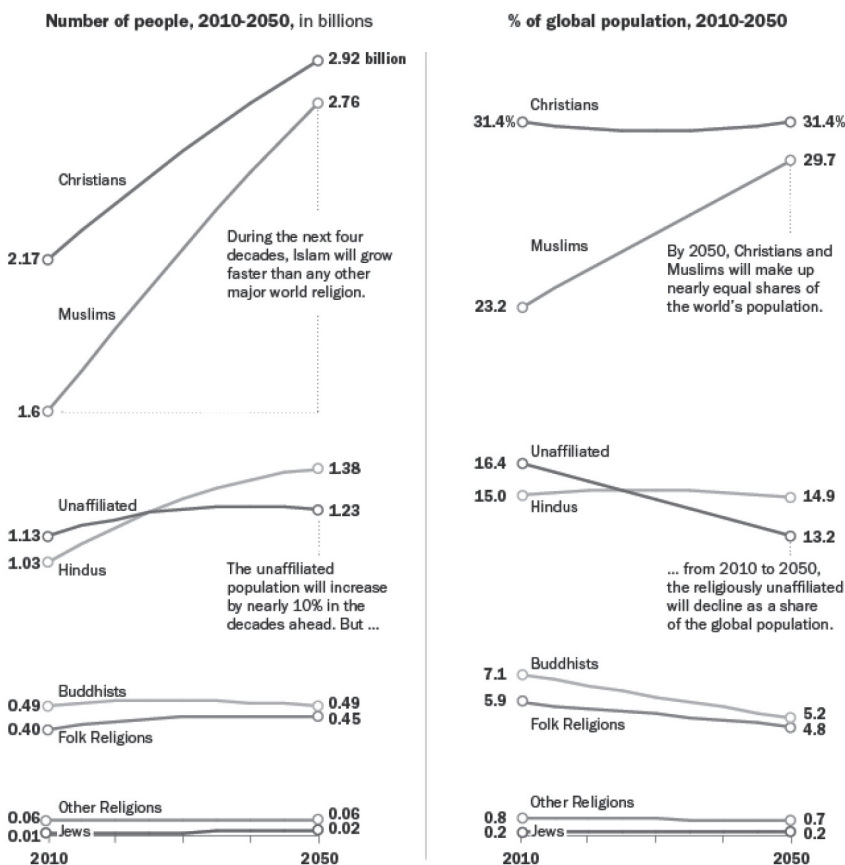 Number of people, 2010-2050, in billions
2.92 billion
2.76
Christians
2.17
During the next four
decades, Islam will grow
faster than any other
major world religion.
Muslims
1.6
1.38
Unaffiliated
1.23
1.13
1.03
Hindus
The unaffiliated
population will increase
by nearly 10% in the
decades ahead. But ...
Buddhists
0.49
0.49
0.45
0.40
Folk Religions
Other Religions
0.06
0.06
0.01
Jews
0.02
2010
2050
% of global population, 2010-2050
Christians
31.4%
31.4%
29.7
Muslims
By 2050, Christians and
Muslims will make up
nearly equal shares of
the world's population.
23.2
Unaffiliated
16.4
15.0
14.9
Hindus
13.2
... from 2010 to 2050,
the religiously unaffiliated
will decline as a share
of the global population.
Buddhists
7.1
5.9
5.2
Folk Religions
4.8
Other Religions
0.8
0.7
0.2
Jews
0.2
2010
2050